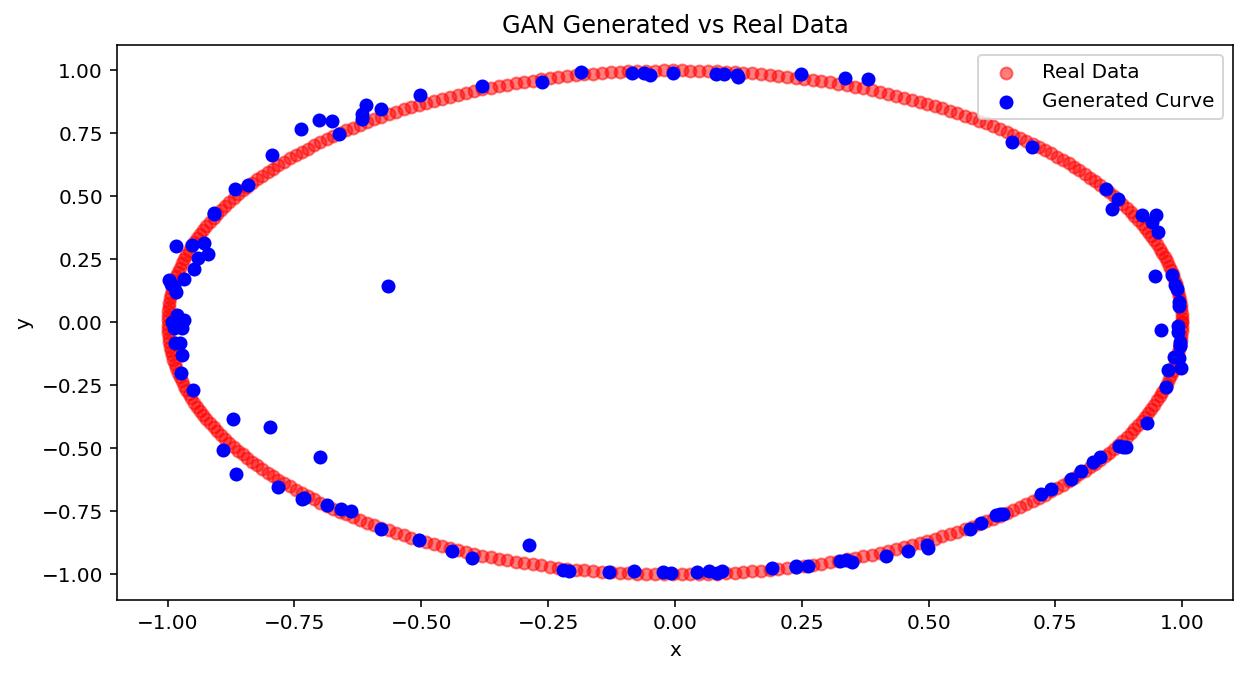 GAN Generated vs Real Data
Real Data
Generated Curve
1.00
0.75
0.50
0.25
0.00
−0.25
−0.50
−0.75
−1.00
y
−1.00 −0.75 −0.50 −0.25 0.00 0.25 0.50 0.75 1.00
x